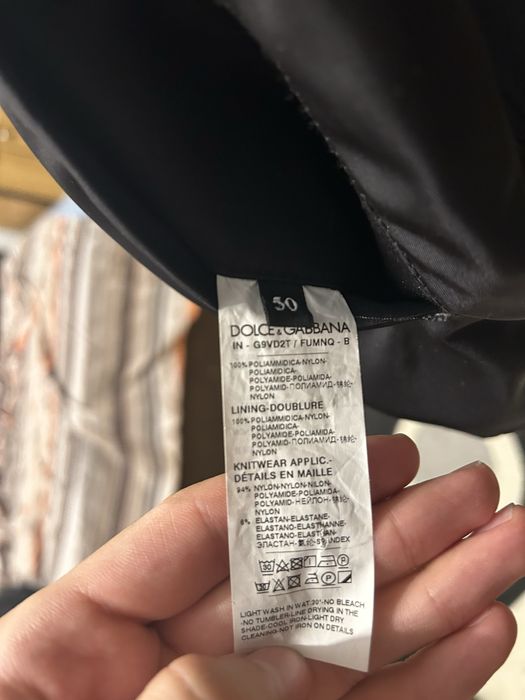 50
DOLCE & GABBANA
IN - G9VD2T / FUMNQ - B
100% POLIAMMIDICA-NYLON-
POLIAMIDICA-
POLYAMIDE-POLIAMIDA-
POLYAMID-ПОЛИАМИД-
NYLON
LINING-DOUBLURE
100% POLIAMMIDICA-NYLON-
POLIAMIDICA-
POLYAMIDE-POLIAMIDA-
POLYAMID-ПОЛИАМИД-
NYLON
KNITWEAR APPLIC.-
DÉTAILS EN MAILLE
94% NYLON-NYLON-NILON-
POLYAMIDE-POLIAMIDA-
POLYAMID-НЕЙЛОН-
NYLON
6% ELASTAN-ELASTANE-
ELASTANO-ELASTHANNE-
ELASTANO-ELASTAN-
ЭЛАСТАН-
LIGHT WASH IN WAT.30°-NO BLEACH
-NO TUMBLER-LINE DRYING IN THE
SHADE-COOL IRON-LIGHT DRY
CLEANING-NOT IRON ON DETAILS